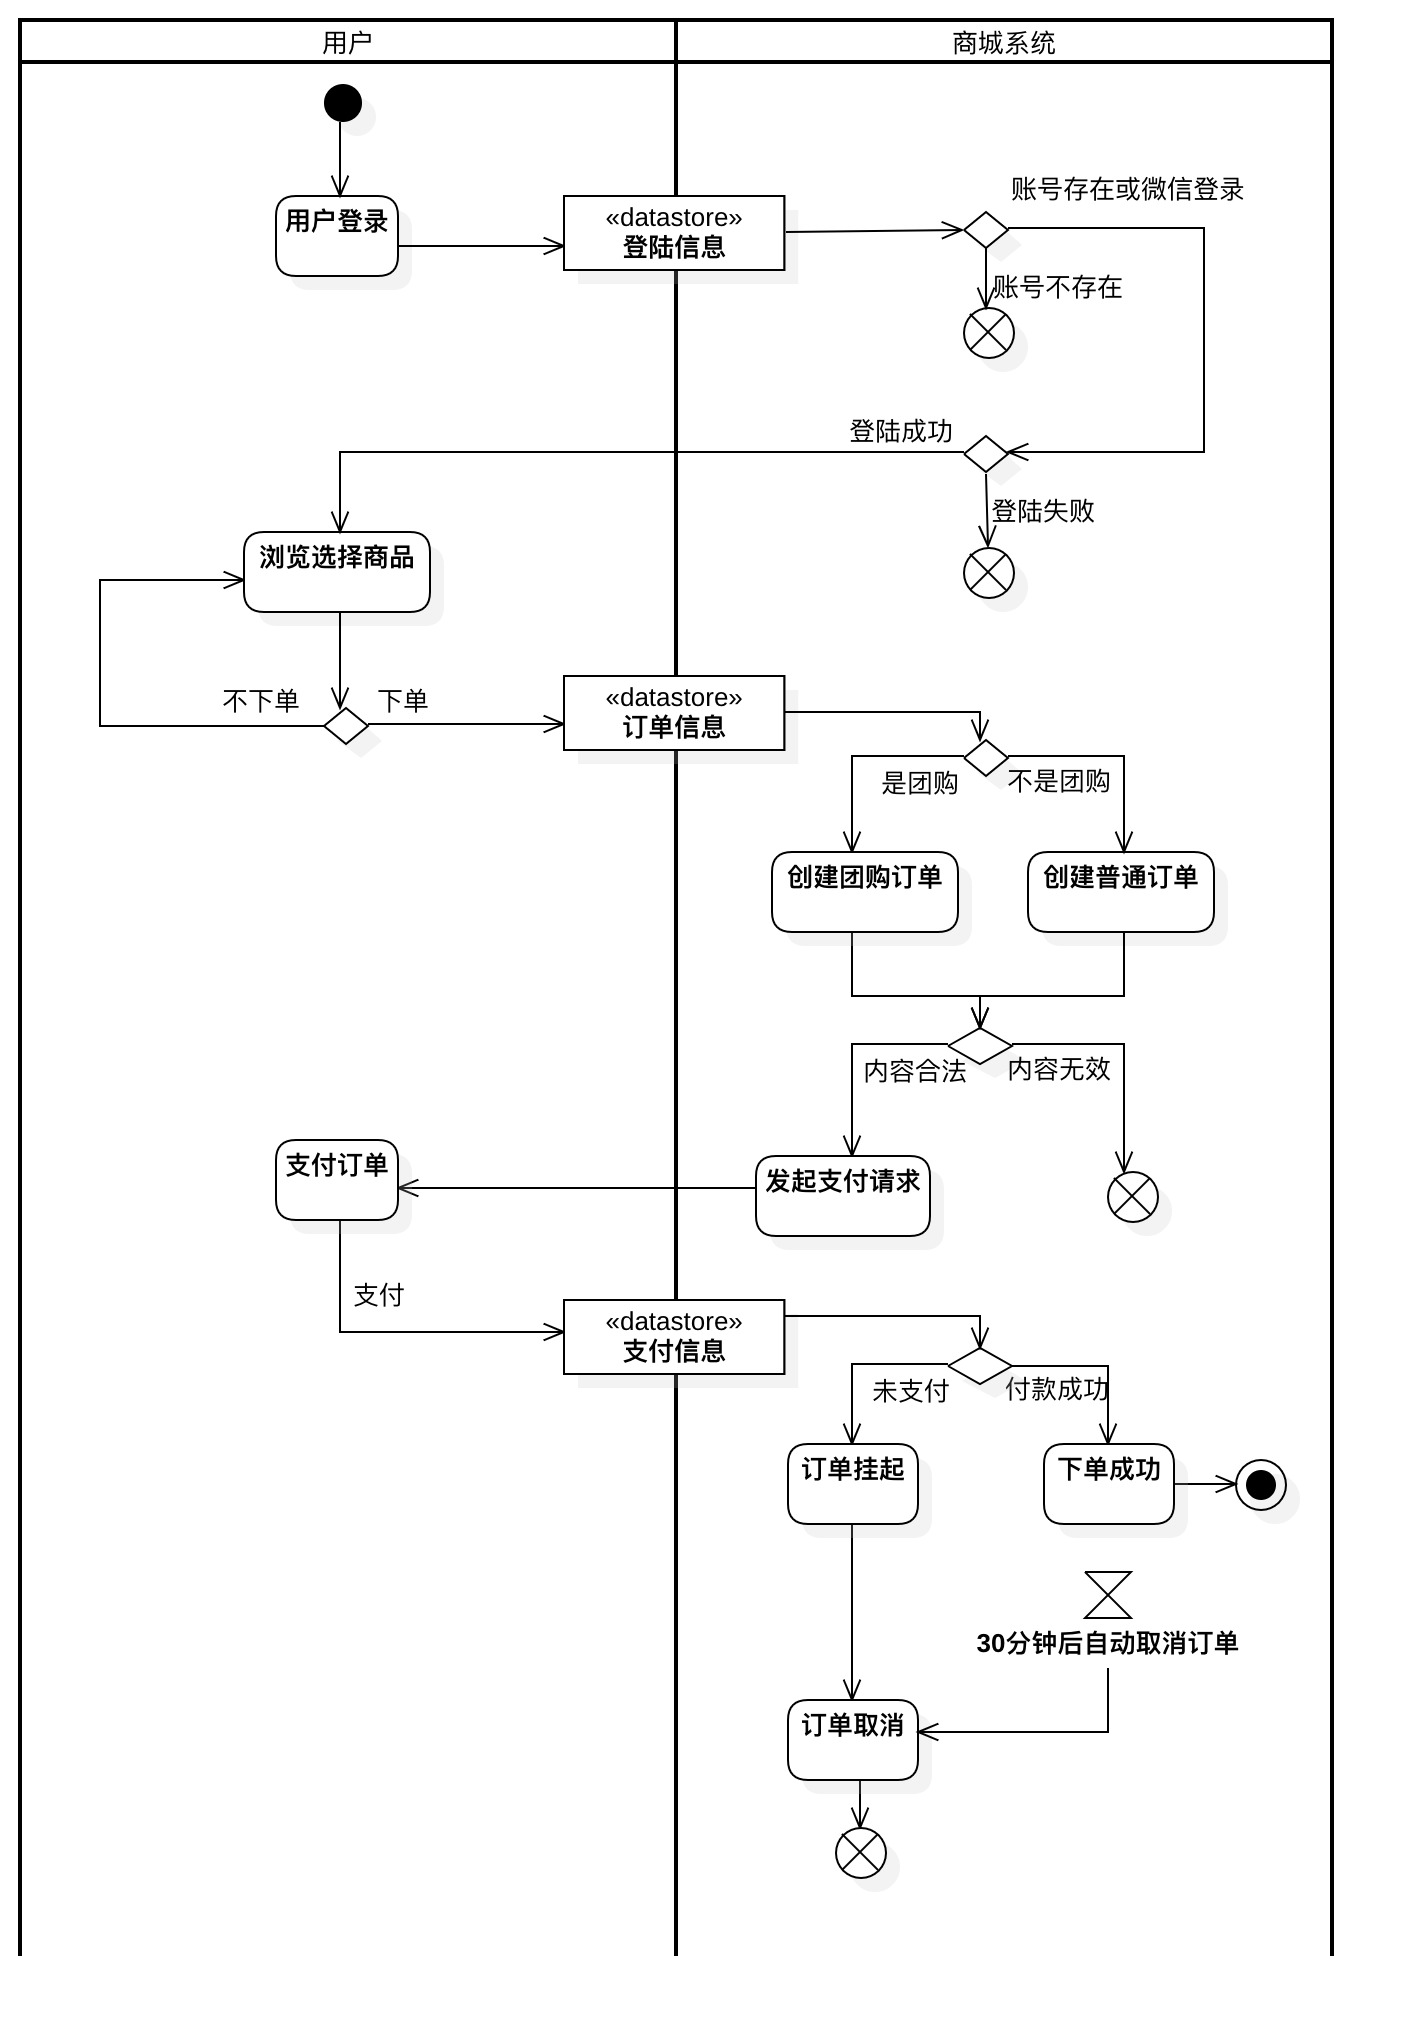 用户
商城系统
账号存在或微信登录
用户登录
«datastore»
登陆信息
账号不存在
登陆成功
登陆失败
浏览选择商品
不下单
下单
«datastore»
订单信息
是团购
不是团购
创建团购订单
创建普通订单
内容合法
内容无效
支付订单
发起支付请求
支付
«datastore»
支付信息
未支付
付款成功
订单挂起
下单成功
30分钟后自动取消订单
订单取消